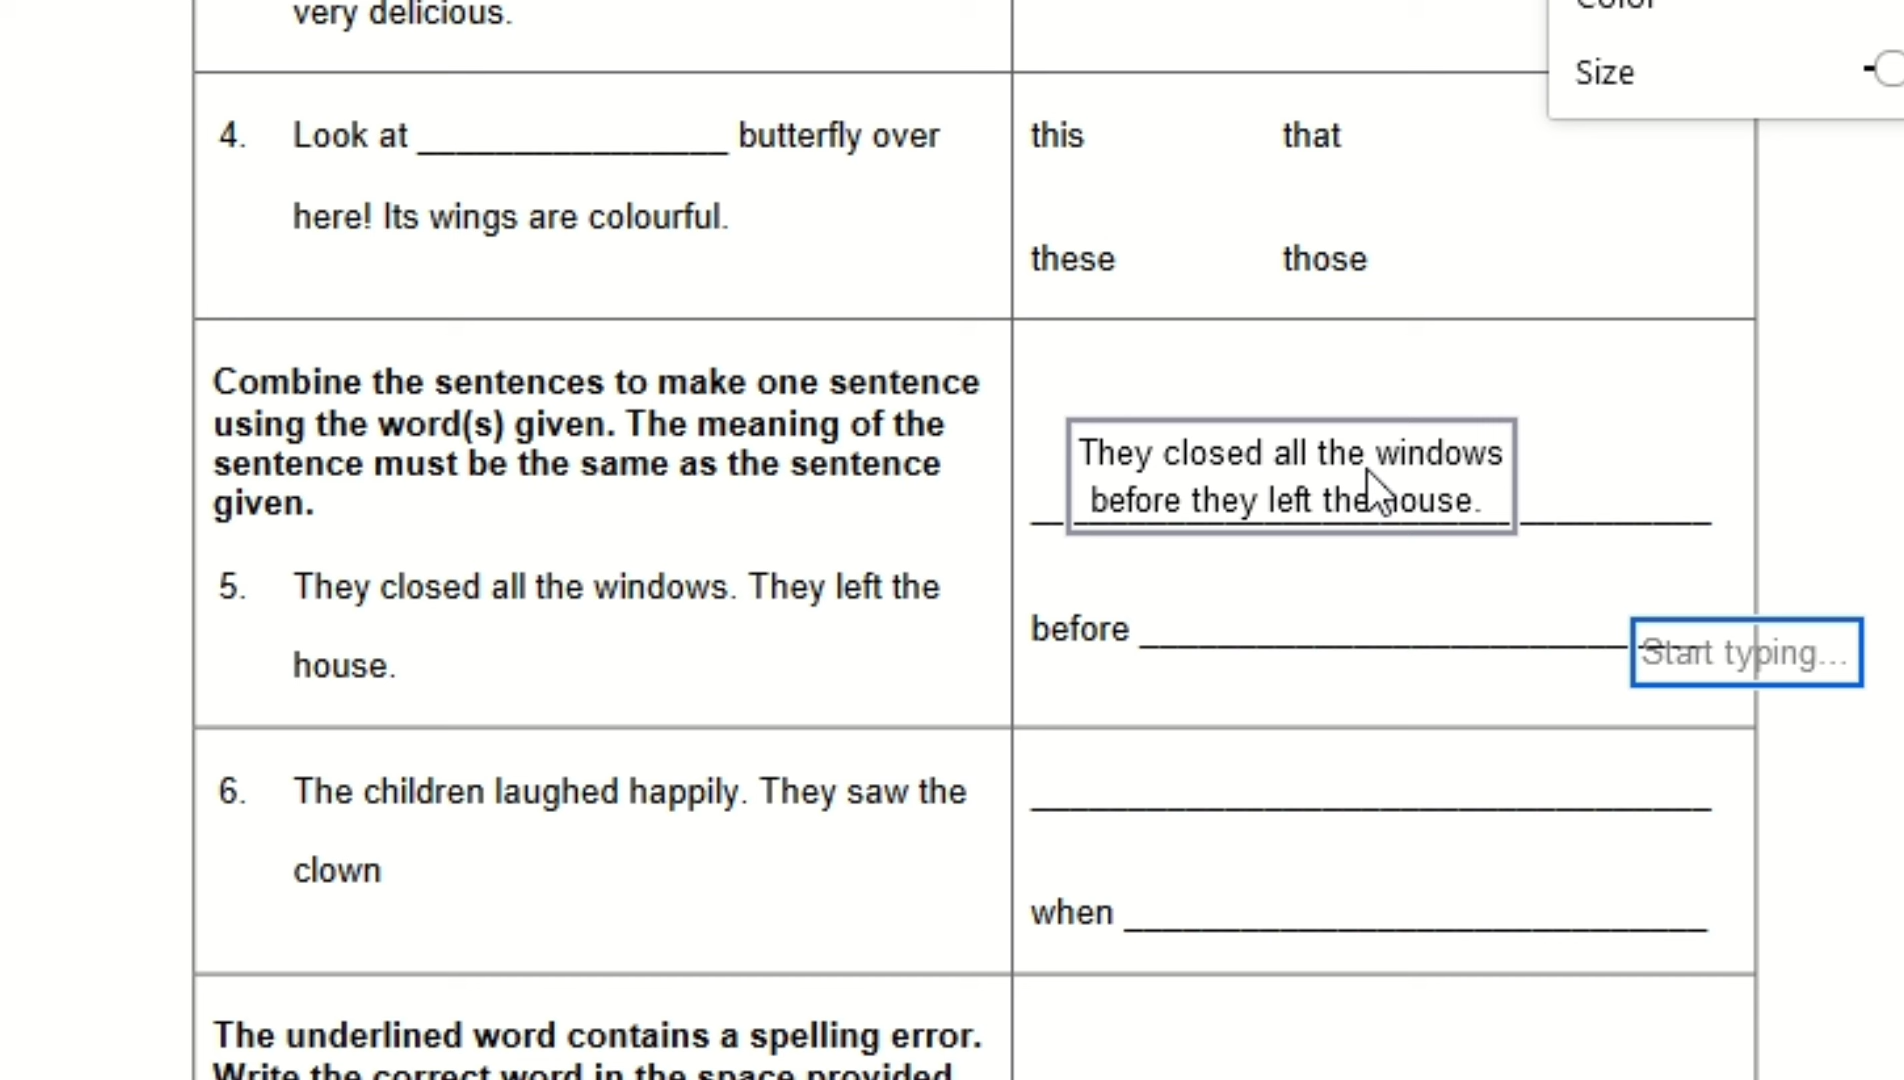 very delicious.
Color
Size
4. Look at ________________ butterfly over
here! Its wings are colourful.
this that
these those
Combine the sentences to make one sentence
using the word(s) given. The meaning of the
sentence must be the same as the sentence
given.
5. They closed all the windows. They left the
house.
They closed all the windows
before they left the house.
before ______________________________
Start typing...
6. The children laughed happily. They saw the
clown
___________________________________
when ______________________________
The underlined word contains a spelling error.
Write the correct word in the space provided